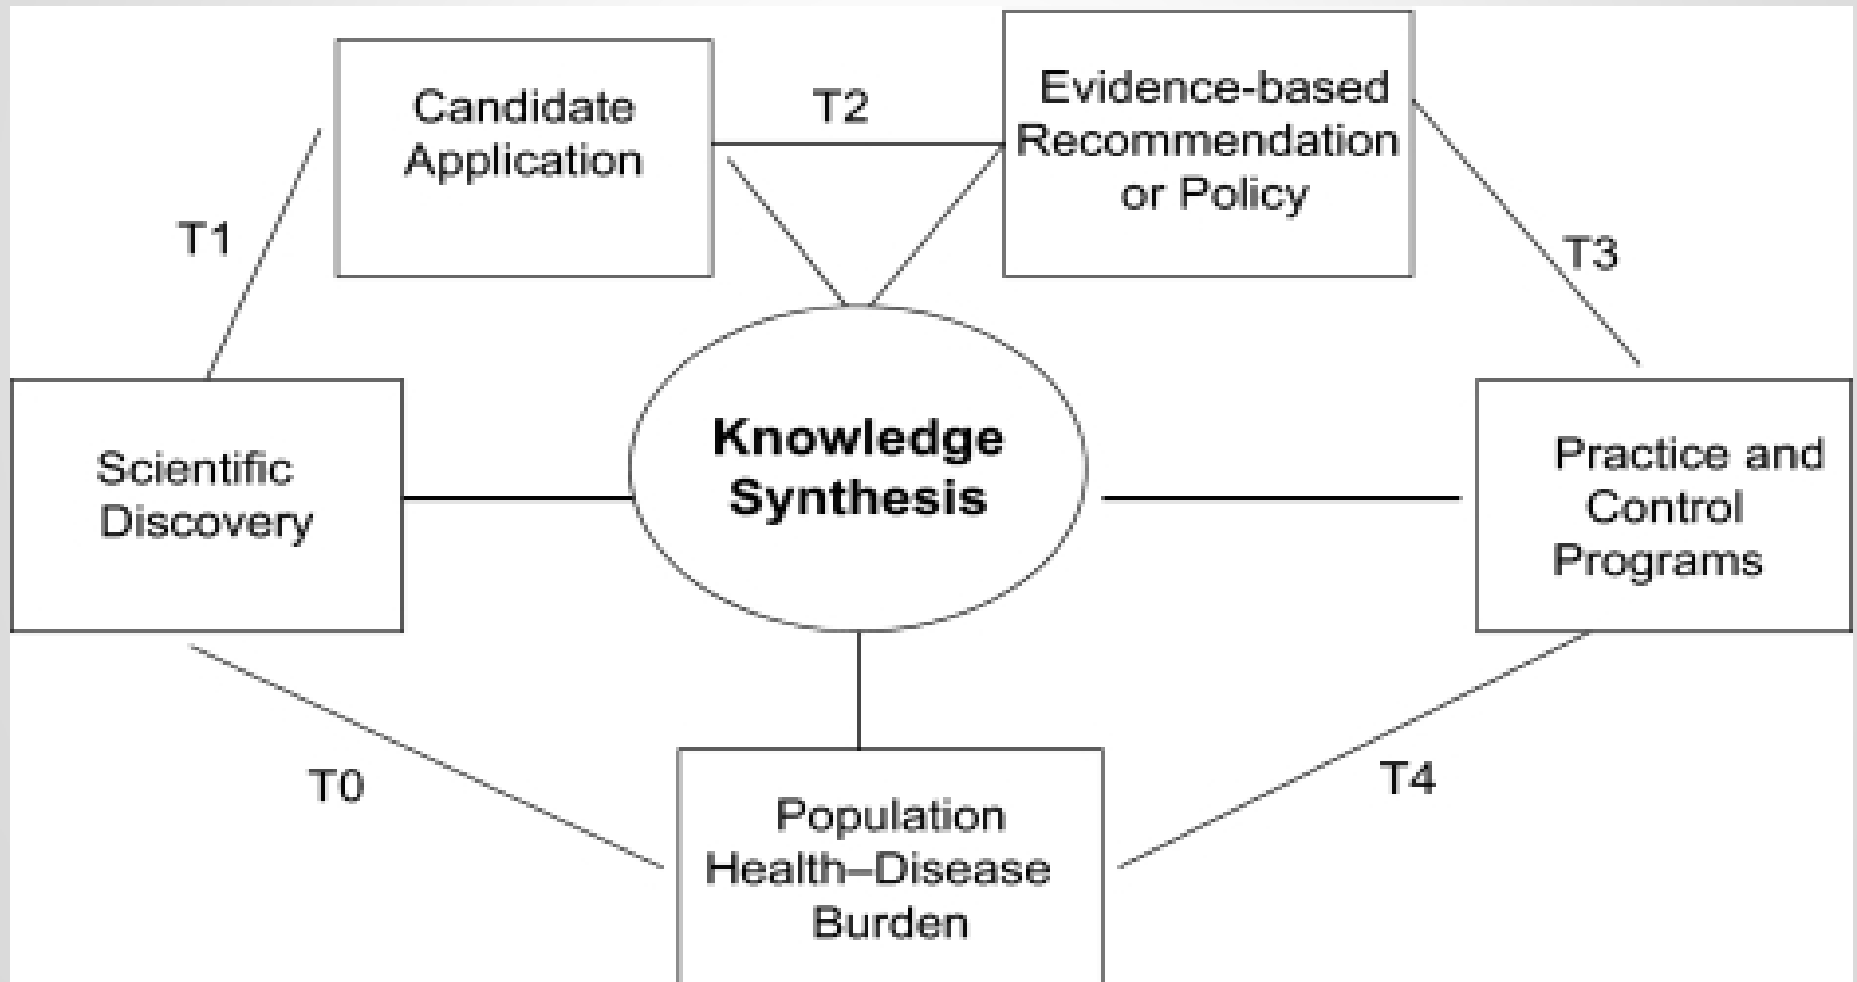 Candidate
Application
T2
Evidence-based
Recommendation
or Policy
T1
T3
Scientific
Discovery
Knowledge
Synthesis
Practice and
Control
Programs
T0
T4
Population
Health–Disease
Burden